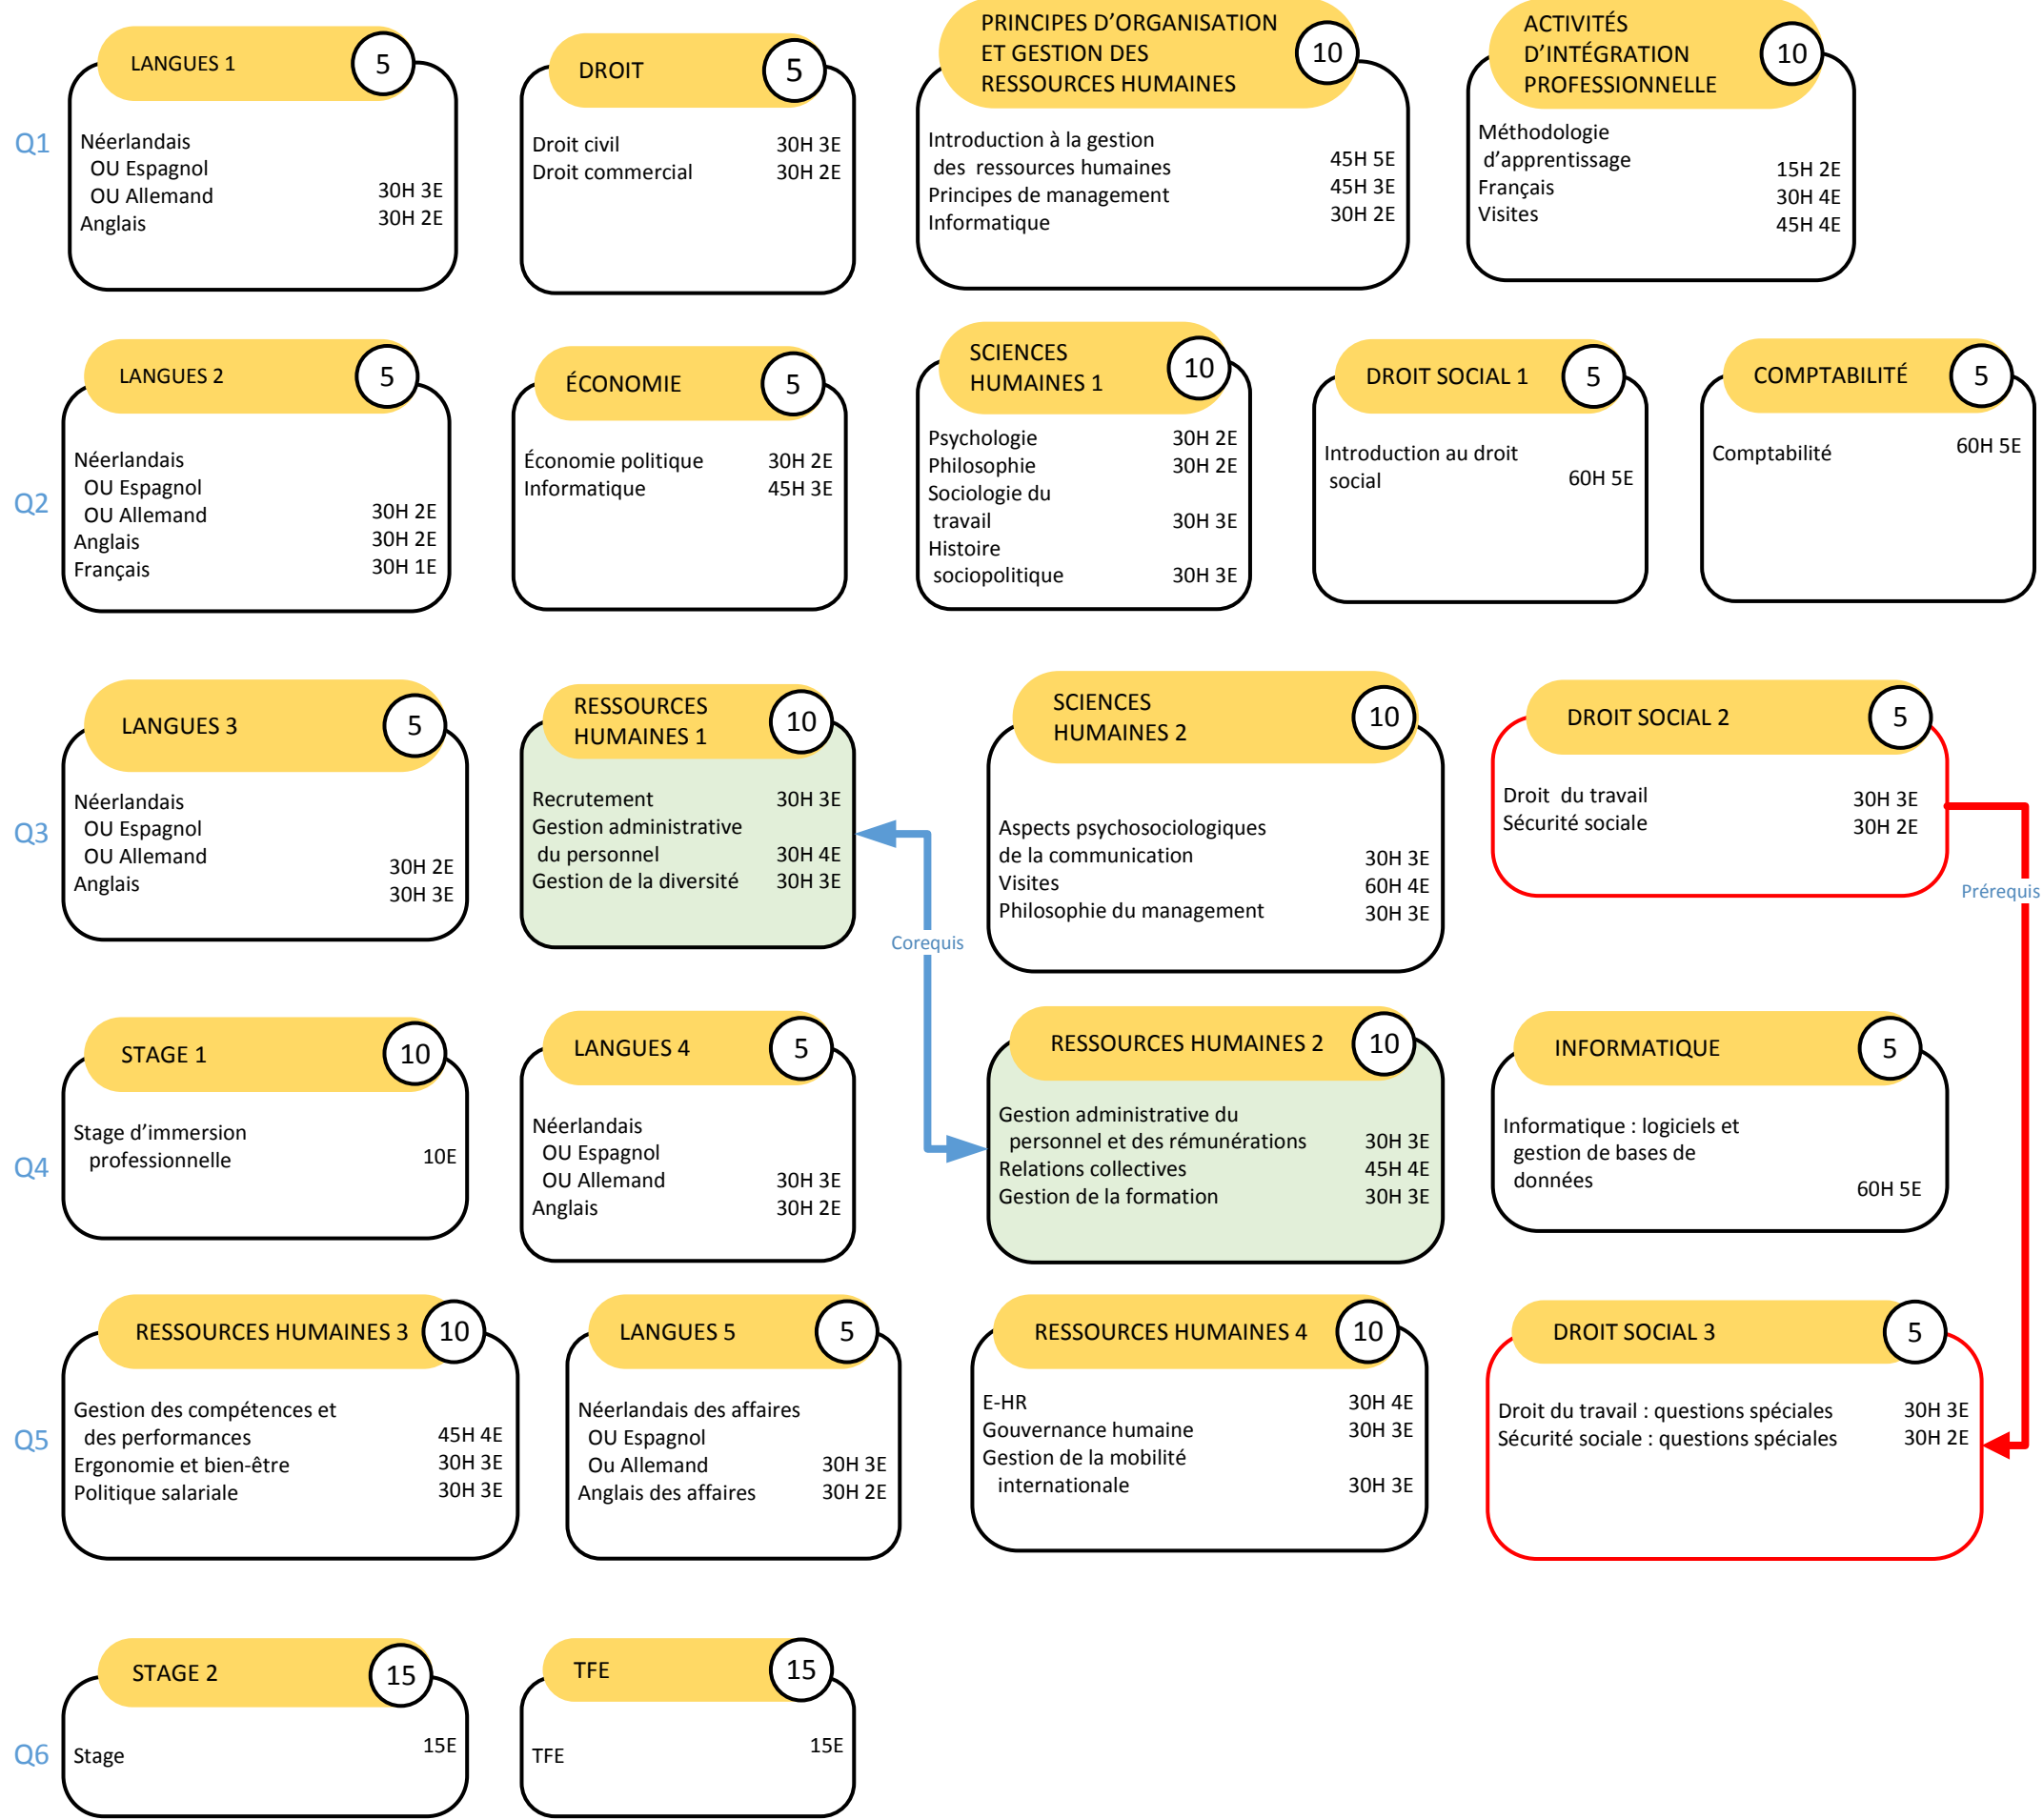 Q1
LANGUES 1
5
Néerlandais
OU Espagnol
OU Allemand 30H 3E
Anglais 30H 2E
DROIT
5
Droit civil 30H 3E
Droit commercial 30H 2E
PRINCIPES D’ORGANISATION
ET GESTION DES
RESSOURCES HUMAINES
10
Introduction à la gestion
des ressources humaines 45H 5E
Principes de management 45H 3E
Informatique 30H 2E
ACTIVITÉS
D’INTÉGRATION
PROFESSIONNELLE
10
Méthodologie
d’apprentissage 15H 2E
Français 30H 4E
Visites 45H 4E
Q2
LANGUES 2
5
Néerlandais
OU Espagnol
OU Allemand 30H 2E
Anglais 30H 2E
Français 30H 1E
ÉCONOMIE
5
Économie politique 30H 2E
Informatique 45H 3E
SCIENCES
HUMAINES 1
10
Psychologie 30H 2E
Philosophie 30H 2E
Sociologie du
travail 30H 3E
Histoire
sociopolitique 30H 3E
DROIT SOCIAL 1
5
Introduction au droit
social 60H 5E
COMPTABILITÉ
5
Comptabilité 60H 5E
Q3
LANGUES 3
5
Néerlandais
OU Espagnol
OU Allemand 30H 2E
Anglais 30H 3E
RESSOURCES
HUMAINES 1
10
Recrutement 30H 3E
Gestion administrative
du personnel 30H 4E
Gestion de la diversité 30H 3E
Corequis
SCIENCES
HUMAINES 2
10
Aspects psychosociologiques
de la communication 30H 3E
Visites 60H 4E
Philosophie du management 30H 3E
DROIT SOCIAL 2
5
Droit du travail 30H 3E
Sécurité sociale 30H 2E
Prérequis
Q4
STAGE 1
10
Stage d’immersion
professionnelle 10E
LANGUES 4
5
Néerlandais
OU Espagnol
OU Allemand 30H 3E
Anglais 30H 2E
RESSOURCES HUMAINES 2
10
Gestion administrative du
personnel et des rémunérations 30H 3E
Relations collectives 45H 4E
Gestion de la formation 30H 3E
INFORMATIQUE
5
Informatique : logiciels et
gestion de bases de
données 60H 5E
Q5
RESSOURCES HUMAINES 3
10
Gestion des compétences et
des performances 45H 4E
Ergonomie et bien-être 30H 3E
Politique salariale 30H 3E
LANGUES 5
5
Néerlandais des affaires
OU Espagnol
Ou Allemand 30H 3E
Anglais des affaires 30H 2E
RESSOURCES HUMAINES 4
10
E-HR 30H 4E
Gouvernance humaine 30H 3E
Gestion de la mobilité
internationale 30H 3E
DROIT SOCIAL 3
5
Droit du travail : questions spéciales 30H 3E
Sécurité sociale : questions spéciales 30H 2E
Q6
STAGE 2
15
Stage 15E
TFE
15
TFE 15E